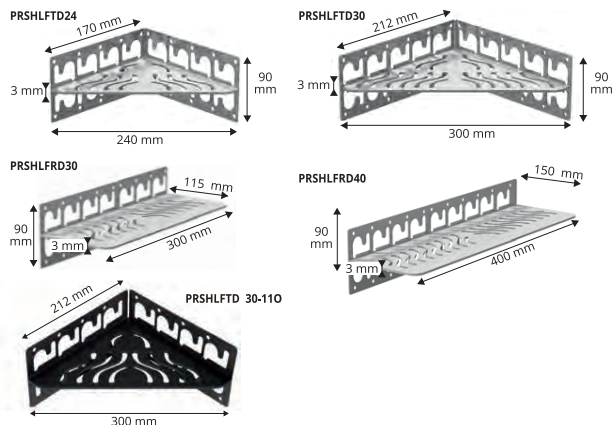 PRSHLFTD24
170 mm
3 mm
90
mm
240 mm
PRSHLFTD30
212 mm
3 mm
90
mm
300 mm
PRSHLFRD30
115 mm
90
mm
3 mm
300 mm
PRSHLFRD40
150 mm
90
mm
3 mm
400 mm
PRSHLFTD 30-11O
212 mm
300 mm